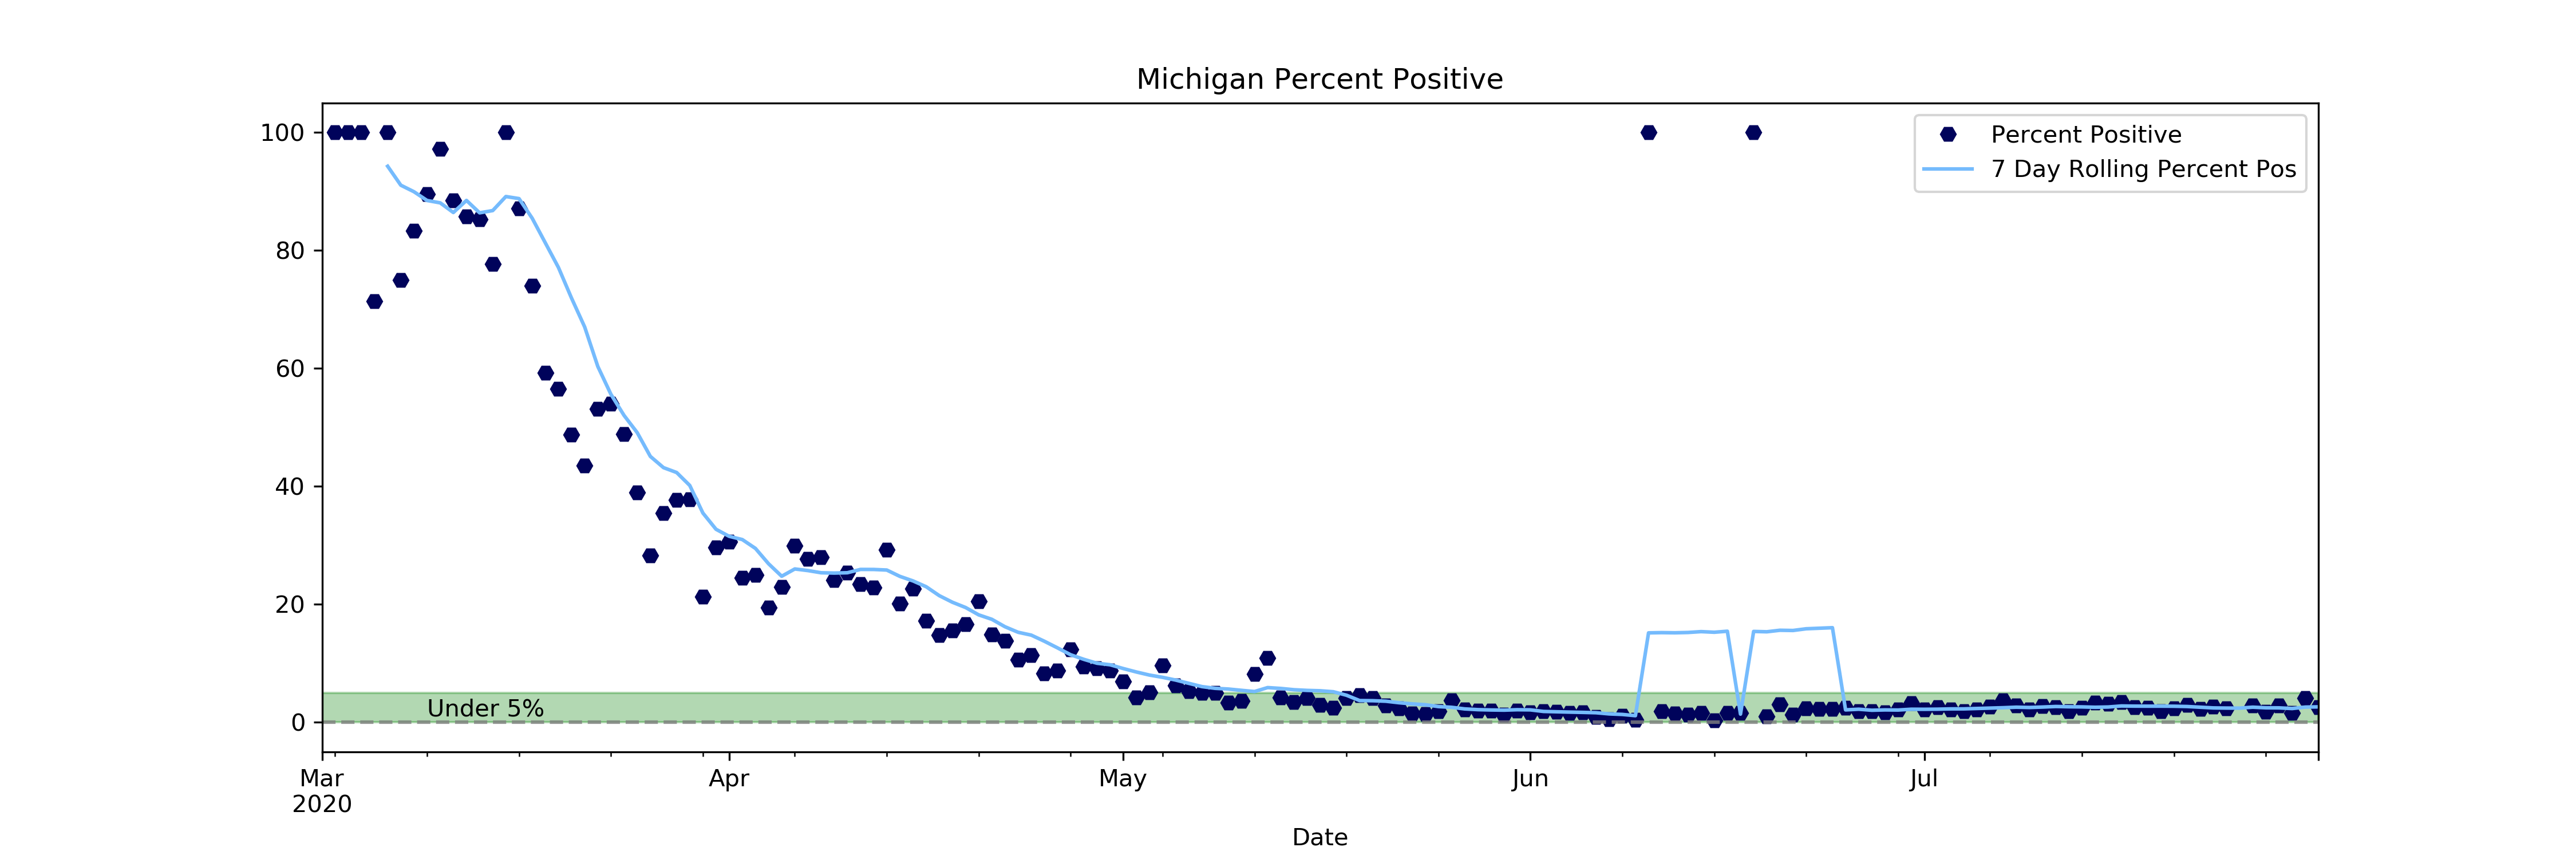 Michigan Percent Positive
100
80
60
40
20
0
Percent Positive
7 Day Rolling Percent Pos
Under 5%
Mar
2020
Apr
May
Jun
Jul
Date